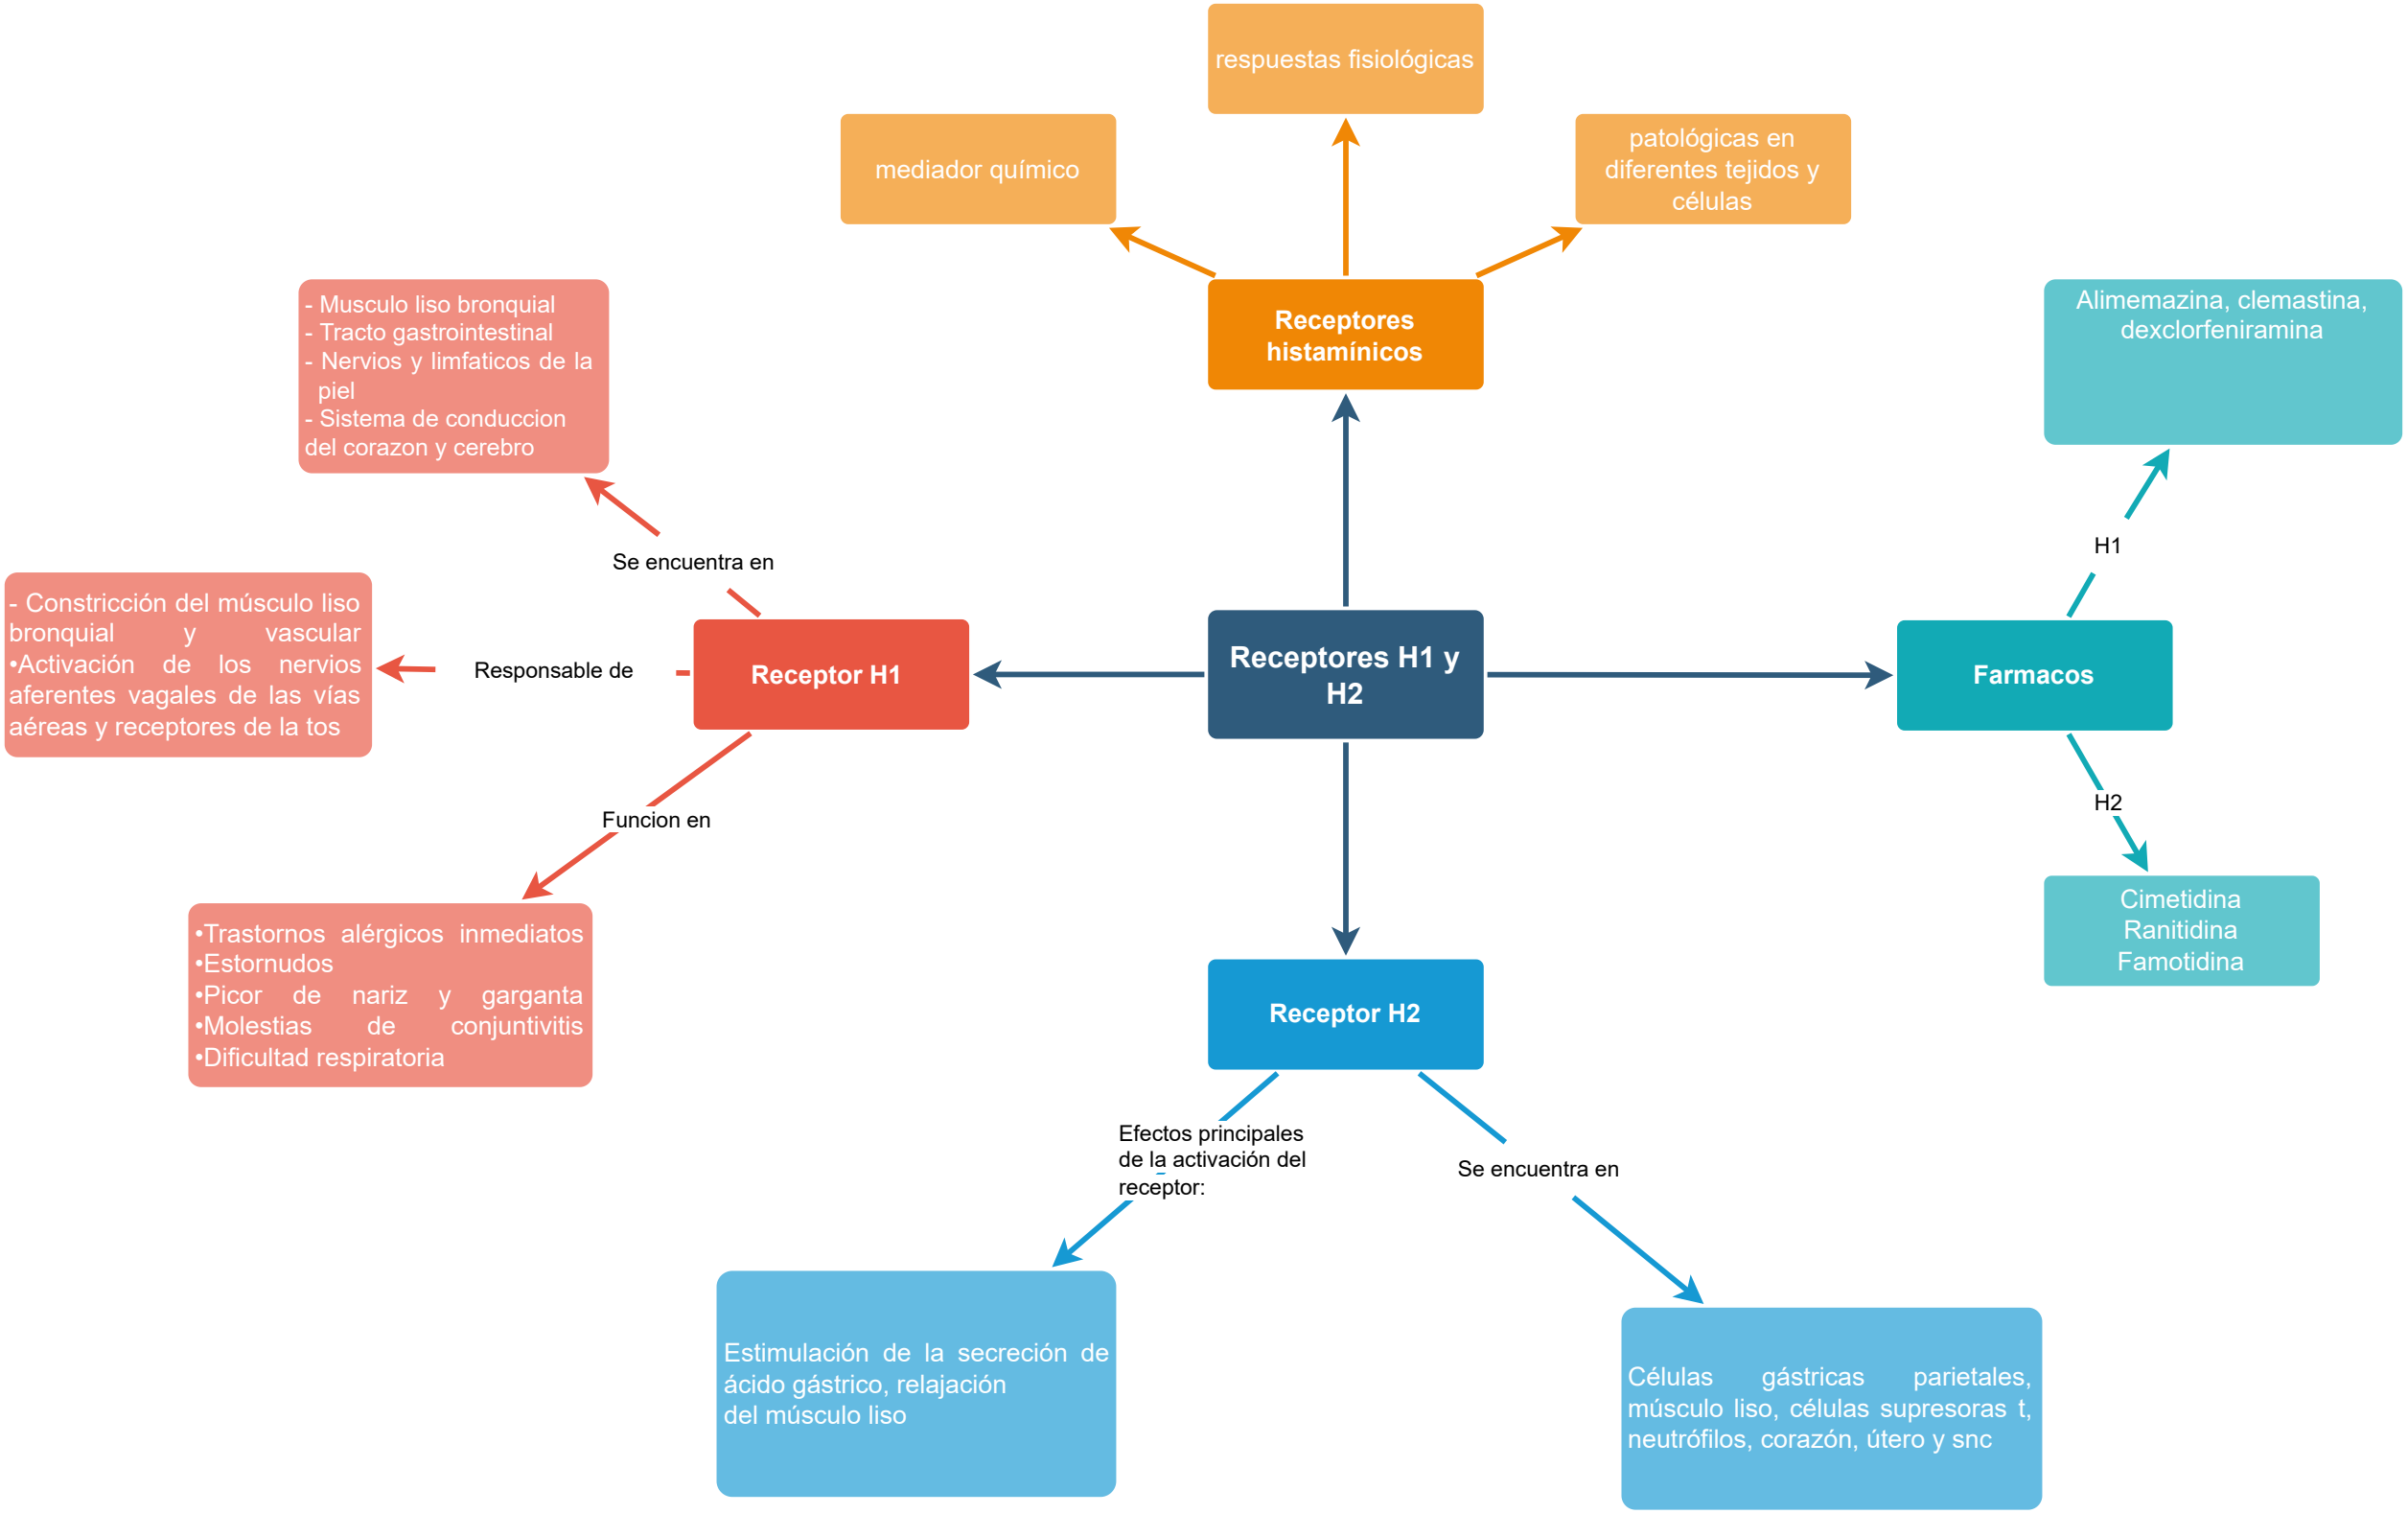 respuestas fisiológicas
mediador químico
patológicas en
diferentes tejidos y
células
Receptores
histamínicos
- Musculo liso bronquial
- Tracto gastrointestinal
- Nervios y limfaticos de la
piel
- Sistema de conduccion
del corazon y cerebro
Alimemazina, clemastina,
dexclorfeniramina
Se encuentra en
H1
- Constricción del músculo liso
bronquial y vascular
•Activación de los nervios
aferentes vagales de las vías
aéreas y receptores de la tos
Responsable de
Receptor H1
Receptores H1 y
H2
Farmacos
Funcion en
H2
•Trastornos alérgicos inmediatos
•Estornudos
•Picor de nariz y garganta
•Molestias de conjuntivitis
•Dificultad respiratoria
Cimetidina
Ranitidina
Famotidina
Receptor H2
Efectos principales
de la activación del
receptor:
Se encuentra en
Estimulación de la secreción de
ácido gástrico, relajación
del músculo liso
Células gástricas parietales,
músculo liso, células supresoras t,
neutrófilos, corazón, útero y snc